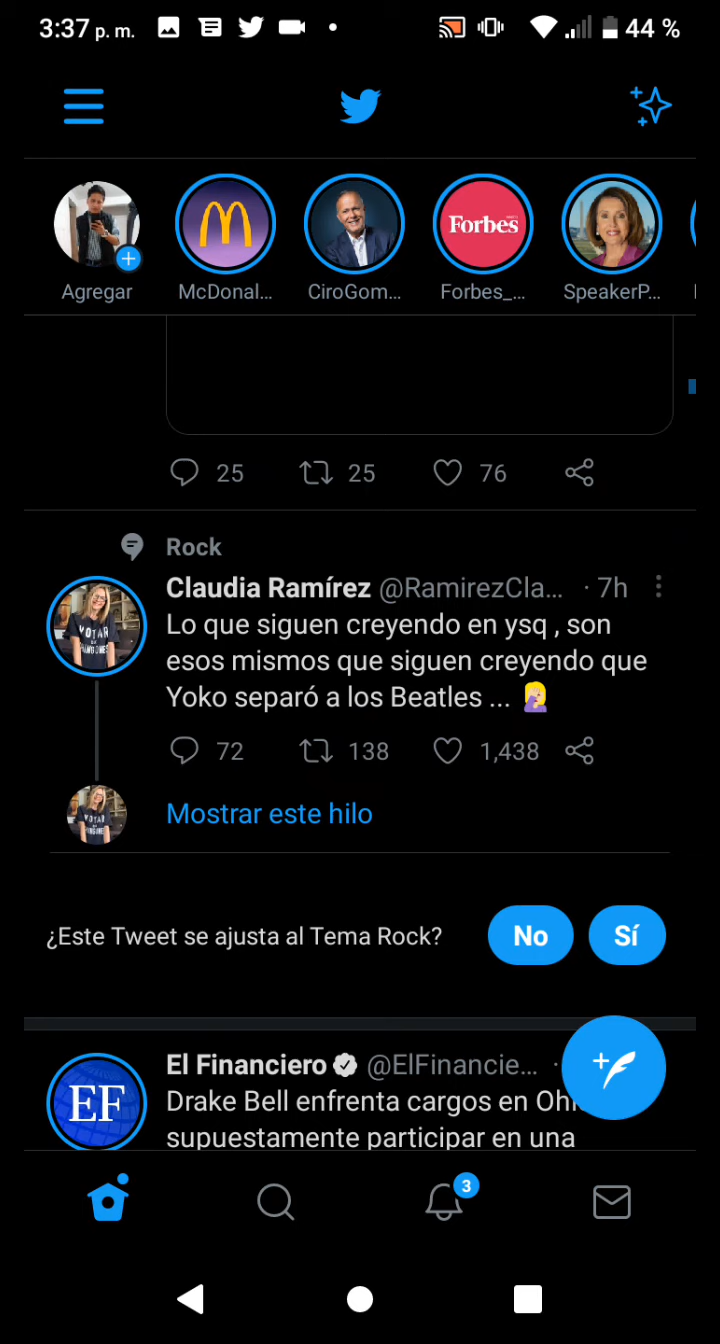 3:37 p. m.
44 %
Agregar
McDonal...
CiroGom...
Forbes
Forbes_...
SpeakerP...
25
25
76
Rock
Claudia Ramírez @RamirezCla... · 7h
Lo que siguen creyendo en ysq , son
esos mismos que siguen creyendo que
Yoko separó a los Beatles ... 🤦🏼‍♀️
72
138
1,438
Mostrar este hilo
¿Este Tweet se ajusta al Tema Rock?
No
Sí
El Financiero @ElFinancie... ·
EF
Drake Bell enfrenta cargos en
supuestamente participar en una
3